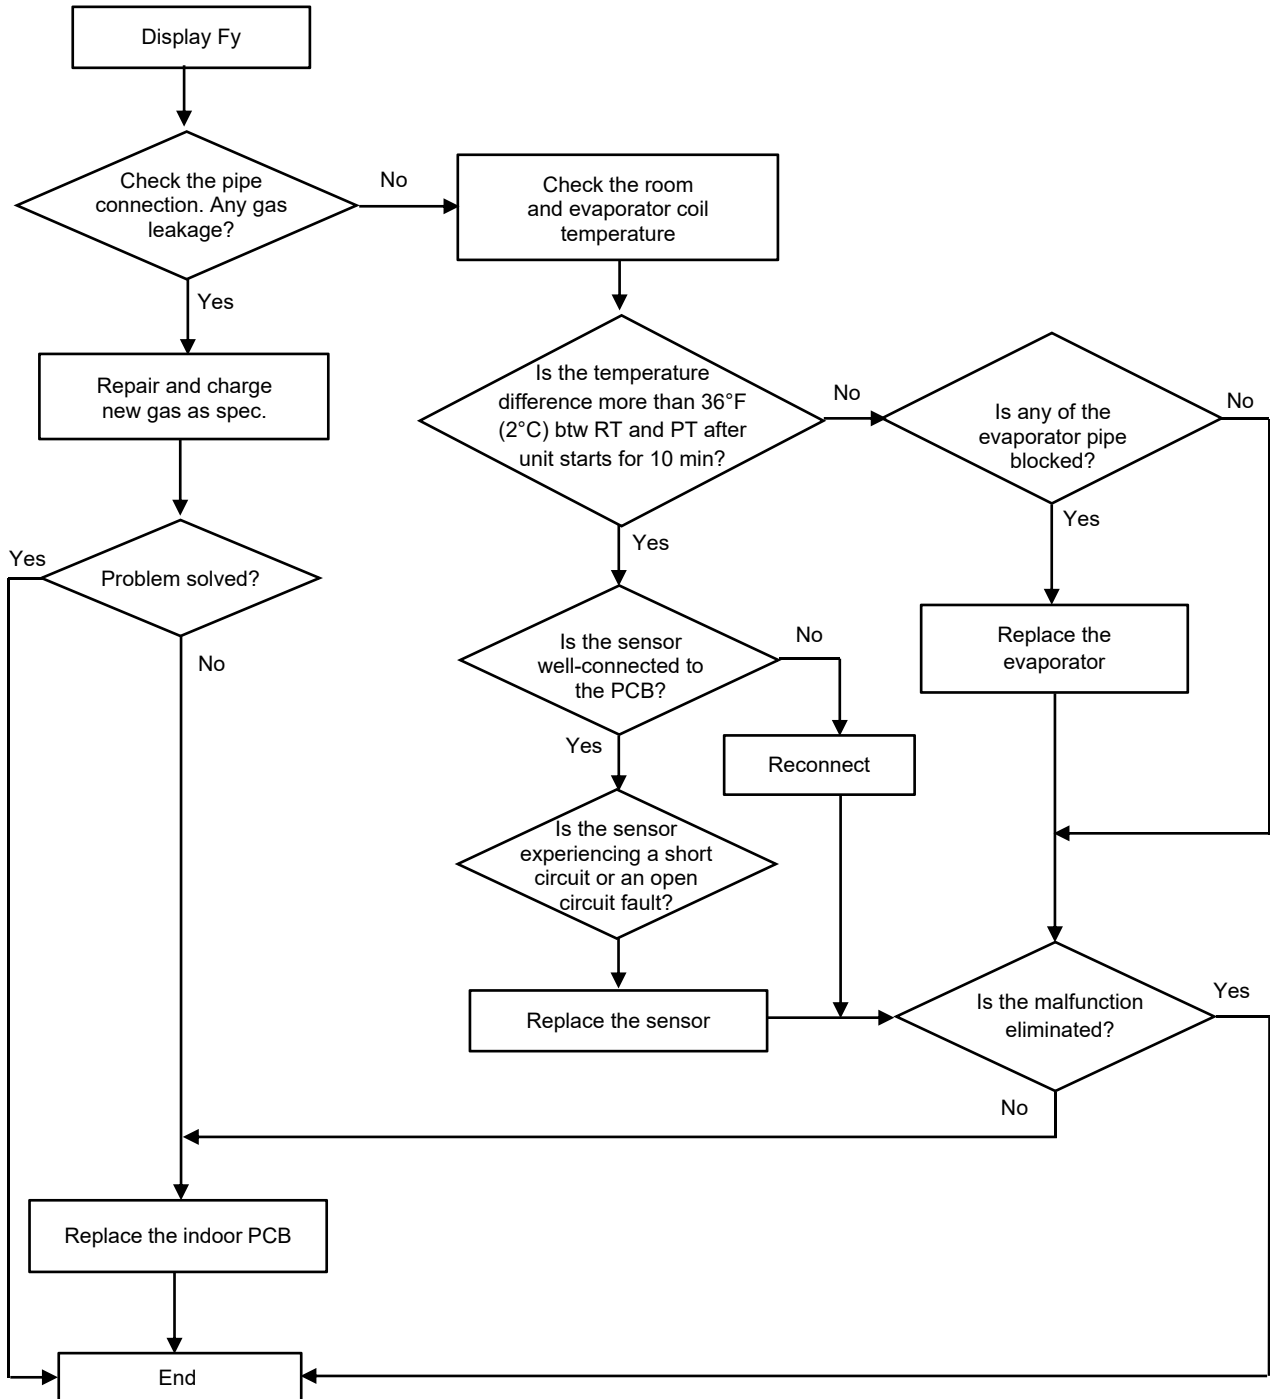 Display Fy
Check the pipe
connection. Any gas
leakage?
No
Check the room
and evaporator coil
temperature
Yes
Repair and charge
new gas as spec.
Is the temperature
difference more than 36°F
(2°C) btw RT and PT after
unit starts for 10 min?
No
Is any of the
evaporator pipe
blocked?
No
Yes
Yes
Yes
Problem solved?
No
Is the sensor
well-connected to
the PCB?
No
Replace the
evaporator
Yes
Reconnect
Is the sensor
experiencing a short
circuit or an open
circuit fault?
Replace the sensor
Is the malfunction
eliminated?
Yes
No
Replace the indoor PCB
End